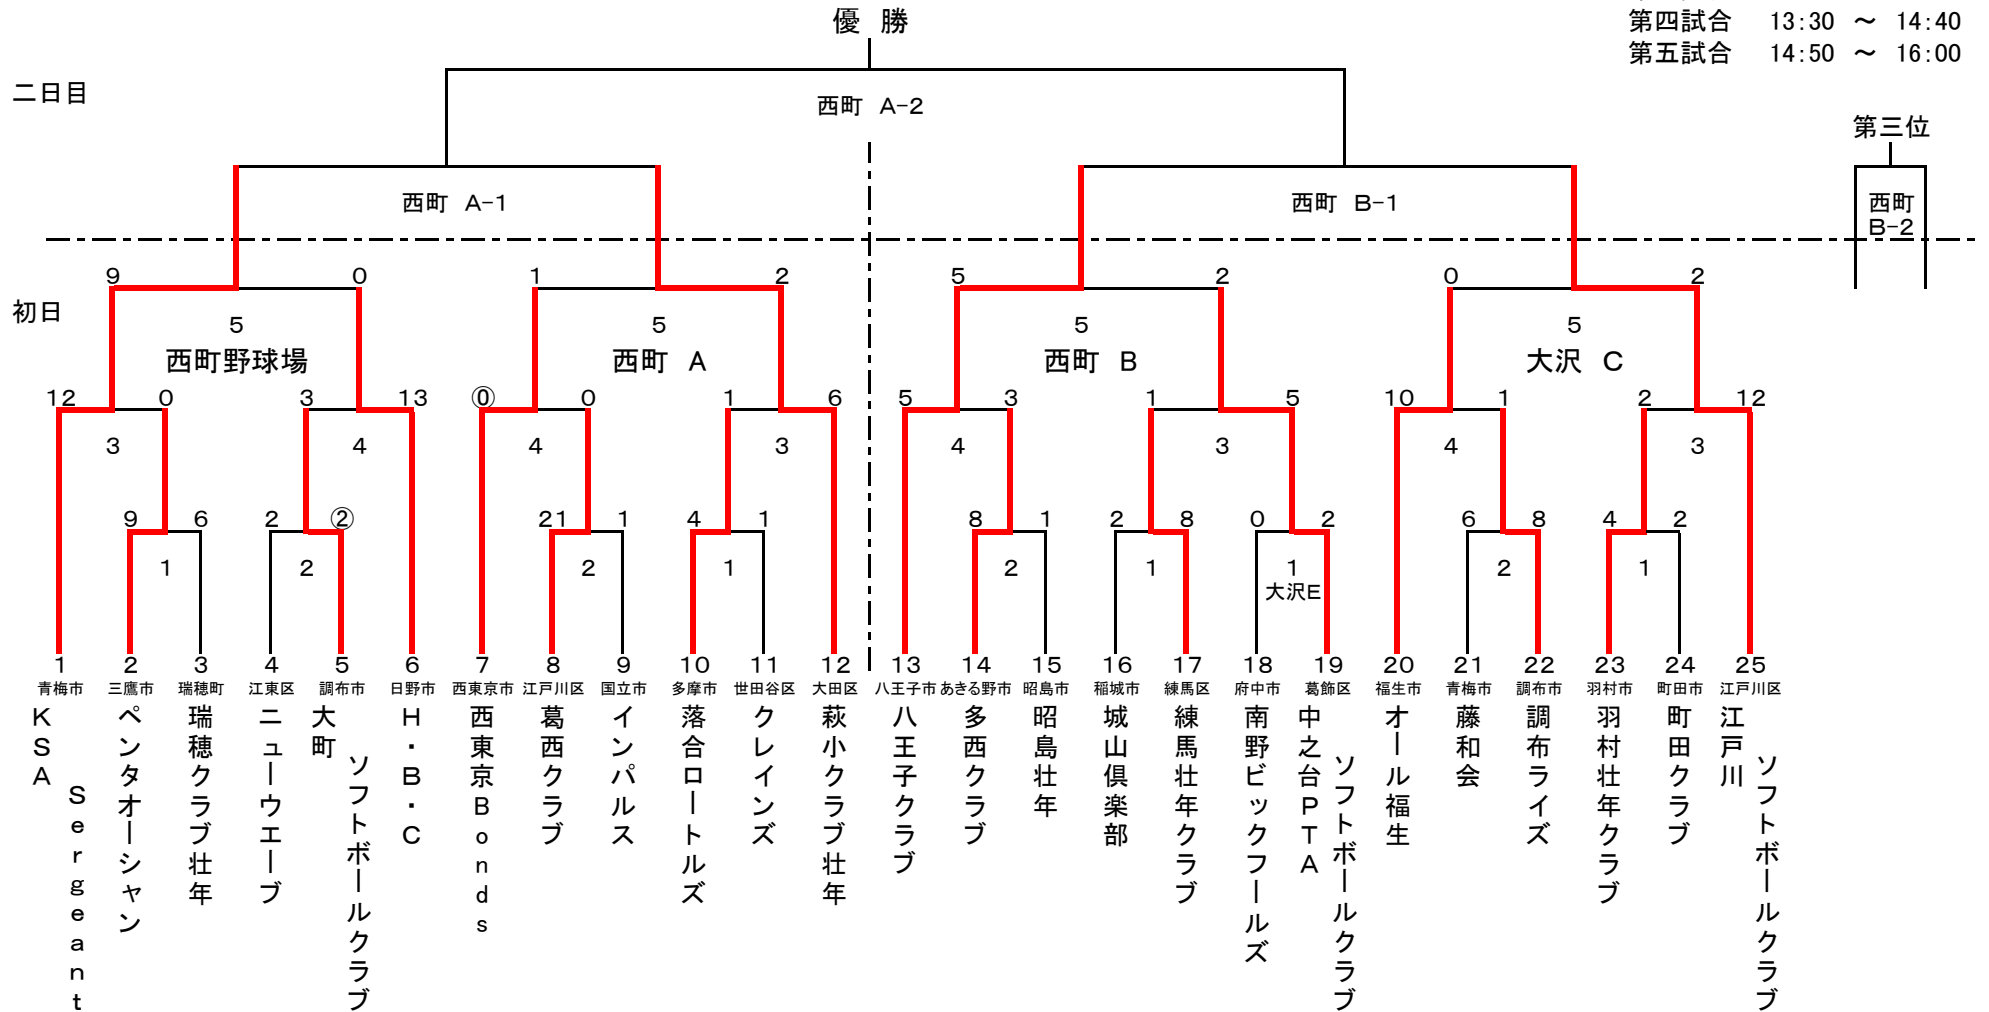 優 勝
第四試合 13:30 ～ 14:40
第五試合 14:50 ～ 16:00
二日目
西町 A-2
第三位
西町 A-1
西町 B-1
西町
B-2
初日
9 0 1 2 5 2 0 2
5 5 5 5
西町野球場 西町 A 西町 B 大沢 C
12 0 3 13 ⓪ 0 1 6 5 3 1 5 10 1 2 12
3 4 4 3 4 3 4 3
9 6 2 ② 21 1 4 1 8 1 2 8 0 2 6 8 4 2
1 2 2 1 2 1 1 2 1
大沢E
1 2 3 4 5 6 7 8 9 10 11 12 13 14 15 16 17 18 19 20 21 22 23 24 25
青梅市 三鷹市 瑞穂町 江東区 調布市 日野市 西東京市 江戸川区 国立市 多摩市 世田谷区 大田区 八王子市 あきる野市 昭島市 稲城市 練馬区 府中市 葛飾区 福生市 青梅市 調布市 羽村市 町田市 江戸川区
KSA
Sergeant
ペンタオーシャン
瑞穂クラブ壮年
ニューウエーブ
大町
ソフトボールクラブ
H・B・C
西東京Bonds
葛西クラブ
インパルス
落合ロートルズ
クレインズ
萩小クラブ壮年
八王子クラブ
多西クラブ
昭島壮年
城山倶楽部
練馬壮年クラブ
南野ビックフールズ
中之台PTA
ソフトボールクラブ
オール福生
藤和会
調布ライズ
羽村壮年クラブ
町田クラブ
江戸川
ソフトボールクラブ